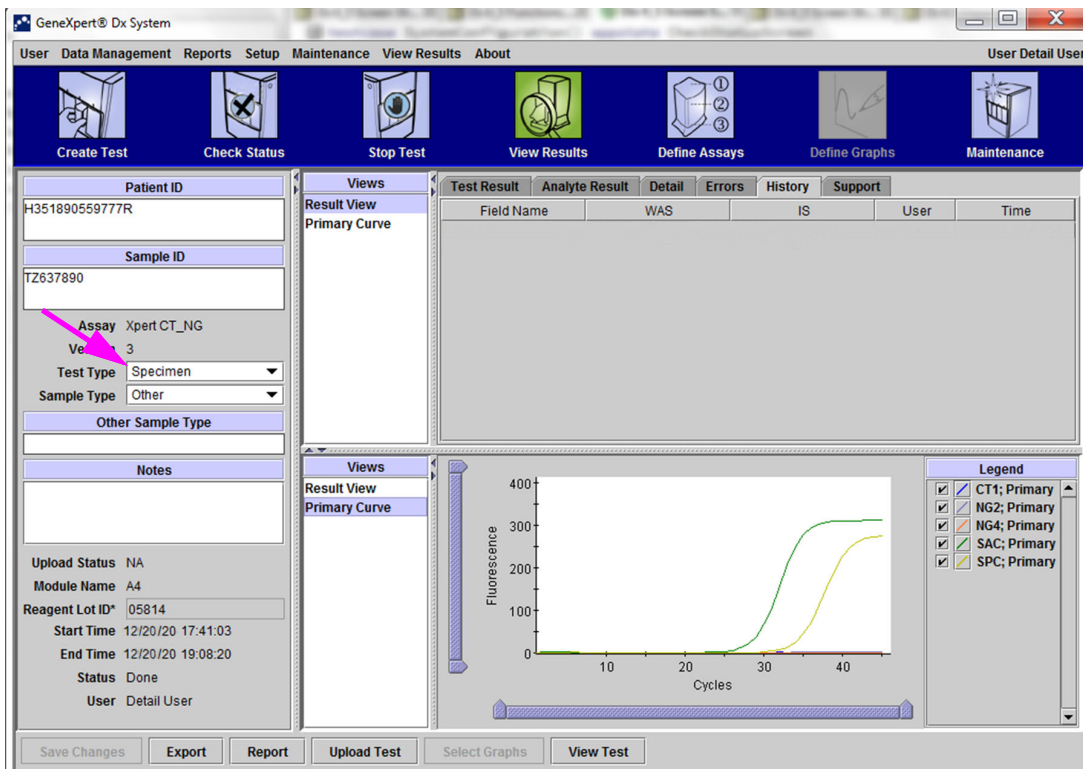 GeneXpert® Dx System
User Data Management Reports Setup Maintenance View Results About User Detail User
① ② ③
Create Test Check Status Stop Test View Results Define Assays Define Graphs Maintenance
Patient ID
H351890559777R
Sample ID
TZ637890
Assay Xpert CT_NG
3
Test Type Specimen
Sample Type Other
Other Sample Type
Notes
Upload Status NA
Module Name A4
Reagent Lot ID* 05814
Start Time 12/20/20 17:41:03
End Time 12/20/20 19:08:20
Status Done
User Detail User
Views
Result View
Primary Curve
Test Result Analyte Result Detail Errors History Support
Field Name WAS IS User Time
Views
Result View
Primary Curve
400
300
200
100
0
Fluorescence
10 20 30 40
Cycles
Legend
CT1; Primary
NG2; Primary
NG4; Primary
SAC; Primary
SPC; Primary
Save Changes Export Report Upload Test Select Graphs View Test